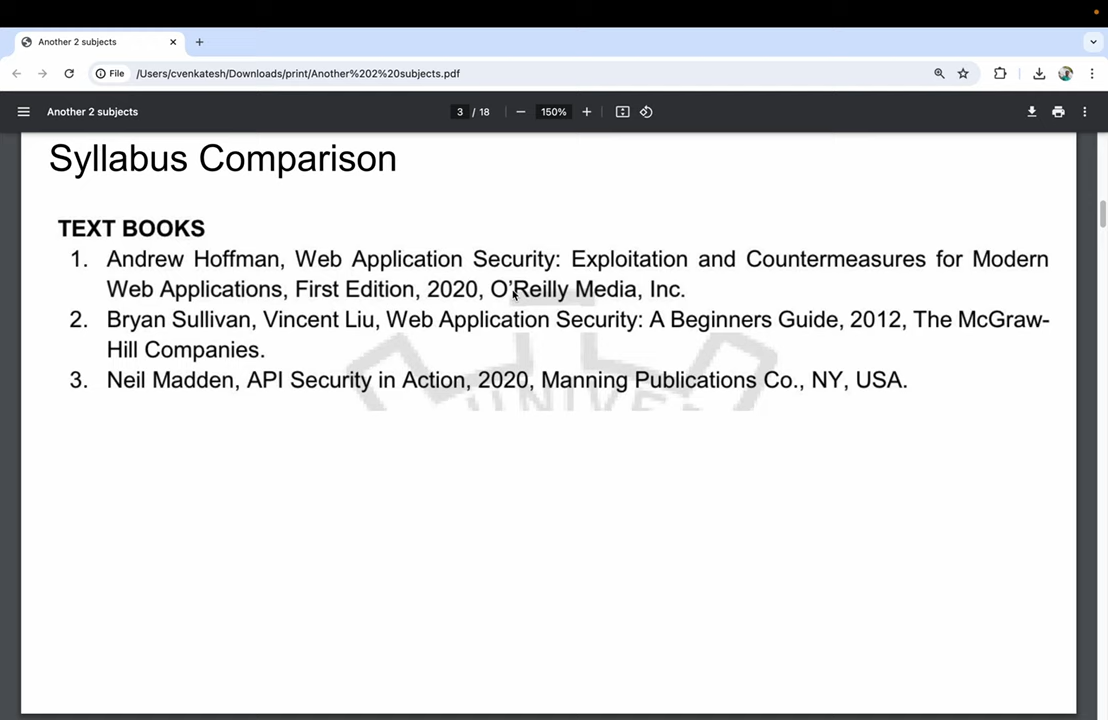 Another 2 subjects
File /Users/cvenkatesh/Downloads/print/Another%202%20subjects.pdf
Another 2 subjects
3 / 18
150%
Syllabus Comparison
TEXT BOOKS
1. Andrew Hoffman, Web Application Security: Exploitation and Countermeasures for Modern
Web Applications, First Edition, 2020, O'Reilly Media, Inc.
2. Bryan Sullivan, Vincent Liu, Web Application Security: A Beginners Guide, 2012, The McGraw-
Hill Companies.
3. Neil Madden, API Security in Action, 2020, Manning Publications Co., NY, USA.